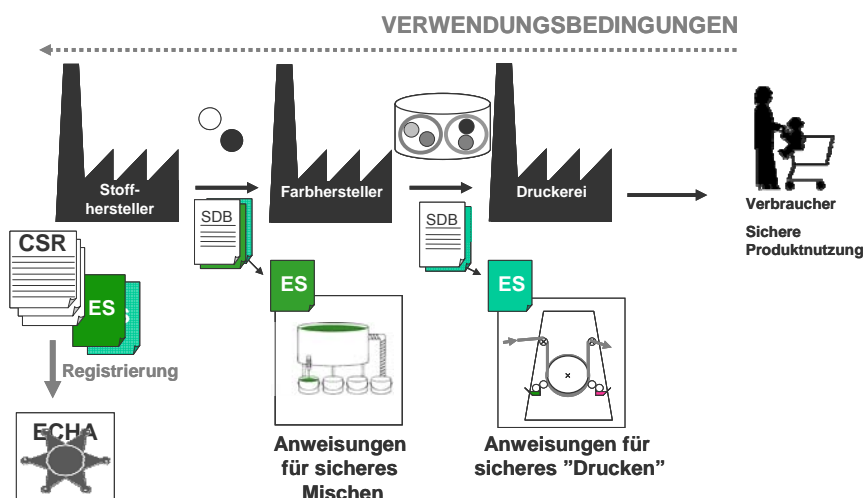 VERWENDUNGSBEDINGUNGEN
Stoff-
hersteller
Farbhersteller
Druckerei
Verbraucher
Sichere
Produktnutzung
SDB
SDB
CSR
ES
S
ES
ES
Registrierung
ECHA
Anweisungen
für sicheres
Mischen
Anweisungen für
sicheres ”Drucken”